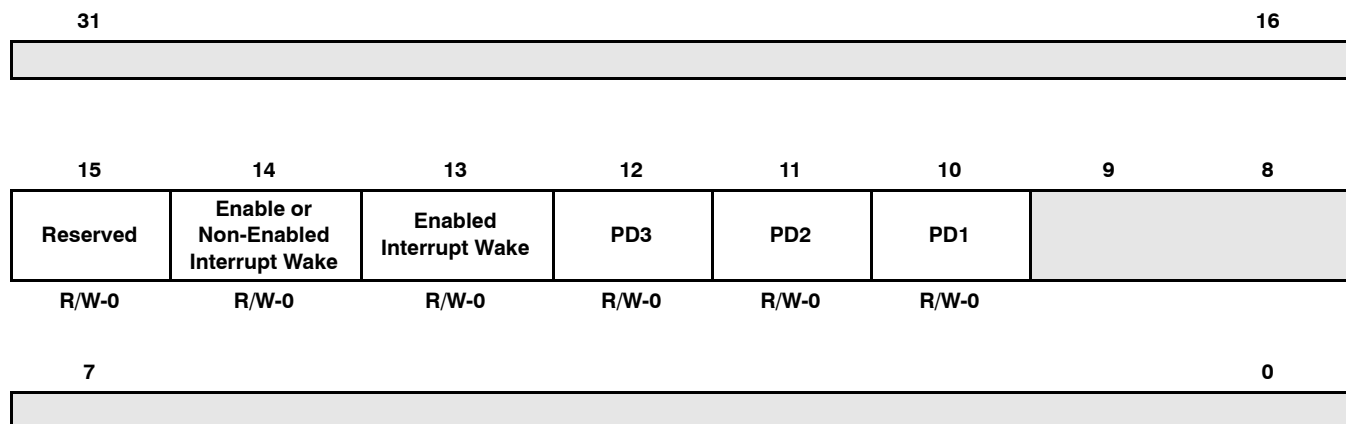 31 16
15 14 13 12 11 10 9 8
Reserved
Enable or
Non-Enabled
Interrupt Wake
Enabled
Interrupt Wake
PD3
PD2
PD1
R/W-0 R/W-0 R/W-0 R/W-0 R/W-0 R/W-0
7 0